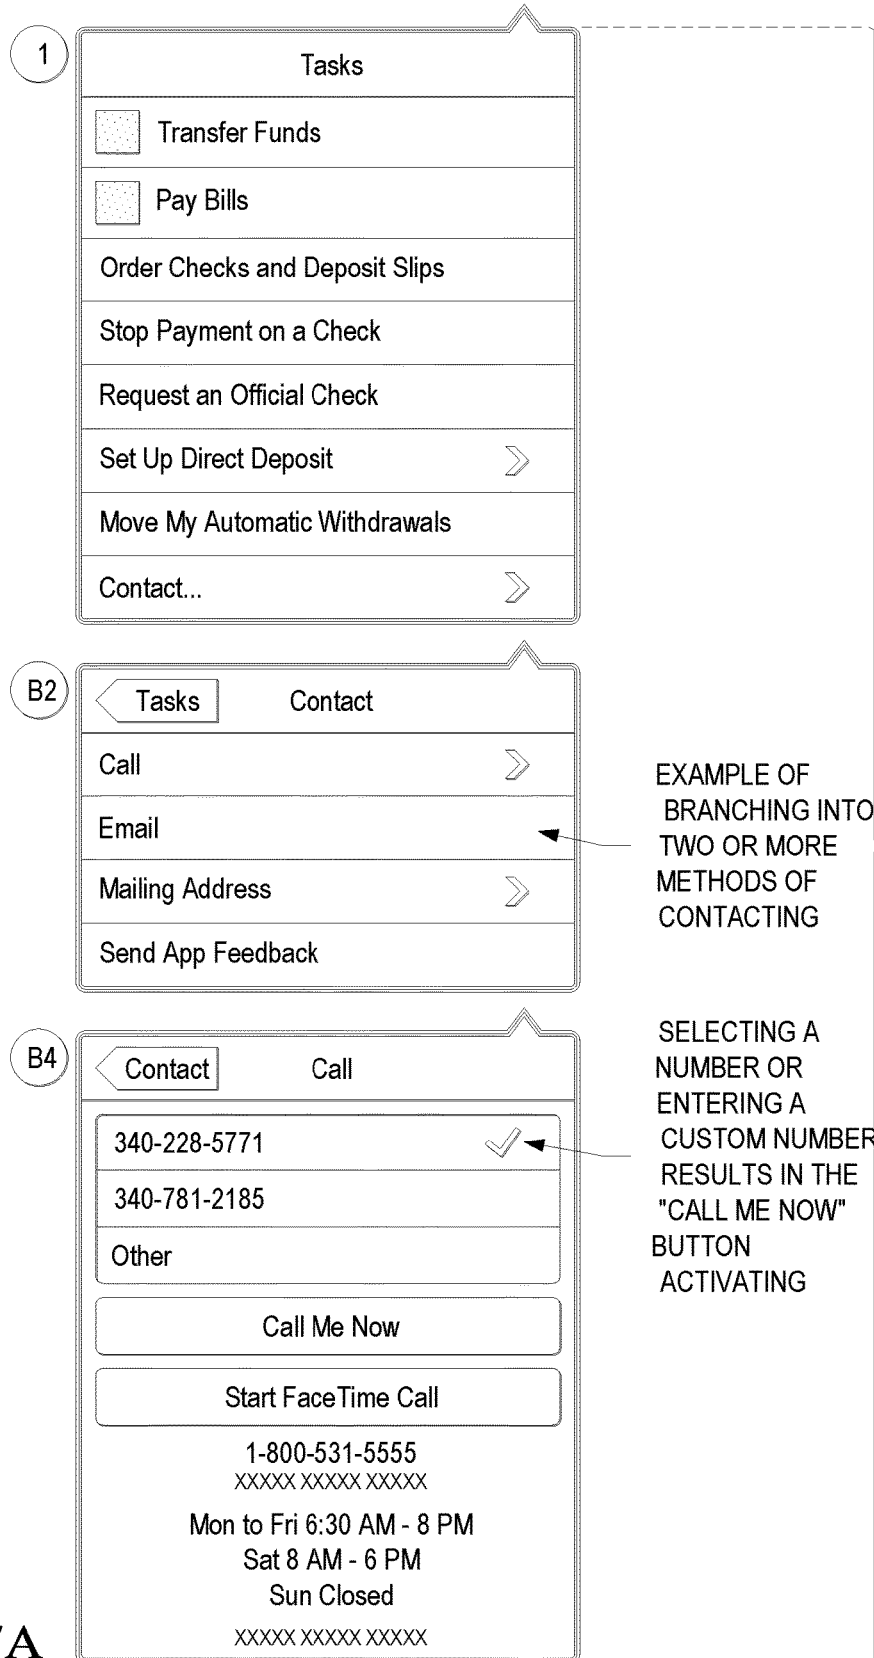 1
Tasks
Transfer Funds
Pay Bills
Order Checks and Deposit Slips
Stop Payment on a Check
Request an Official Check
Set Up Direct Deposit
Move My Automatic Withdrawals
Contact...
B2
Tasks
Contact
Call
Email
Mailing Address
Send App Feedback
EXAMPLE OF
BRANCHING INTO
TWO OR MORE
METHODS OF
CONTACTING
B4
Contact
Call
340-228-5771
340-781-2185
Other
Call Me Now
Start FaceTime Call
1-800-531-5555
XXXXX XXXXX XXXXX
Mon to Fri 6:30 AM - 8 PM
Sat 8 AM - 6 PM
Sun Closed
XXXXX XXXXX XXXXX
SELECTING A
NUMBER OR
ENTERING A
CUSTOM NUMBER
RESULTS IN THE
"CALL ME NOW"
BUTTON
ACTIVATING
A